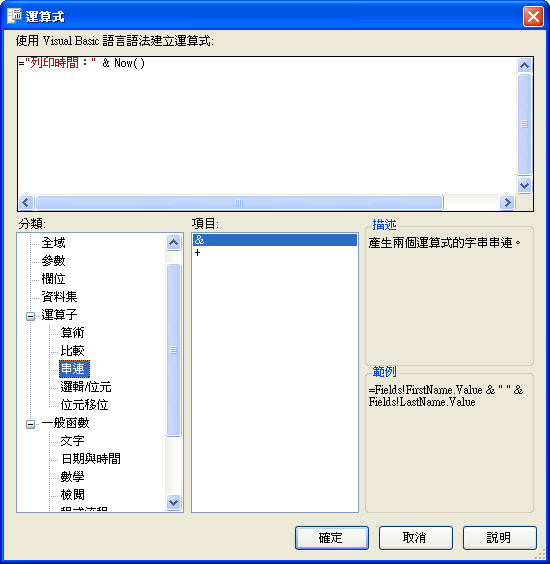 運算式
使用 Visual Basic 語言語法建立運算式:
="列印時間：" & Now()
分類:
全域
參數
欄位
資料集
運算子
算術
比較
串連
邏輯/位元
位元移位
一般函數
文字
日期與時間
數學
檢閱
程式流程
項目:
&
+
描述
產生兩個運算式的字串串連。
範例
=Fields!FirstName.Value & " " &
Fields!LastName.Value
確定
取消
說明